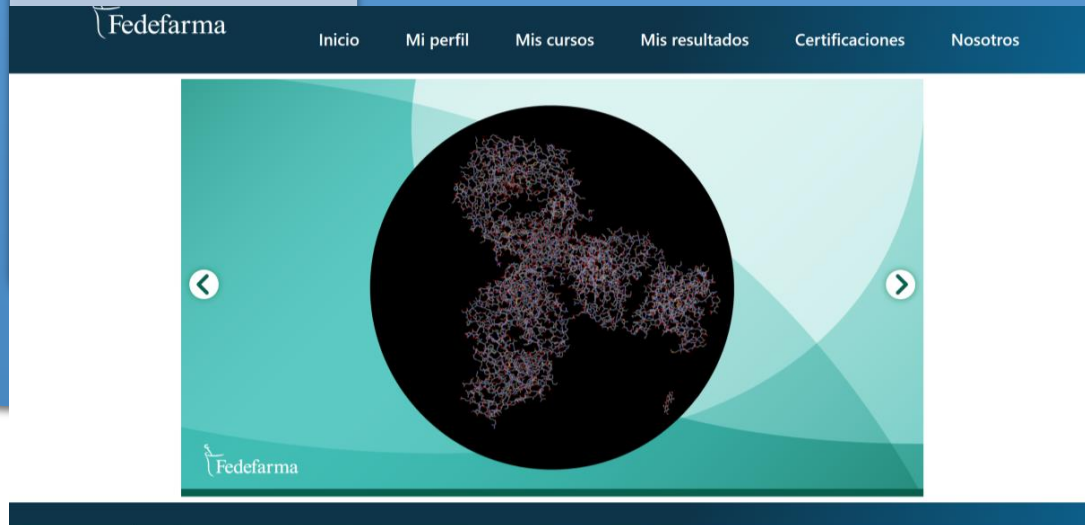 Fedefarma
Inicio Mi perfil Mis cursos Mis resultados Certificaciones Nosotros
Fedefarma